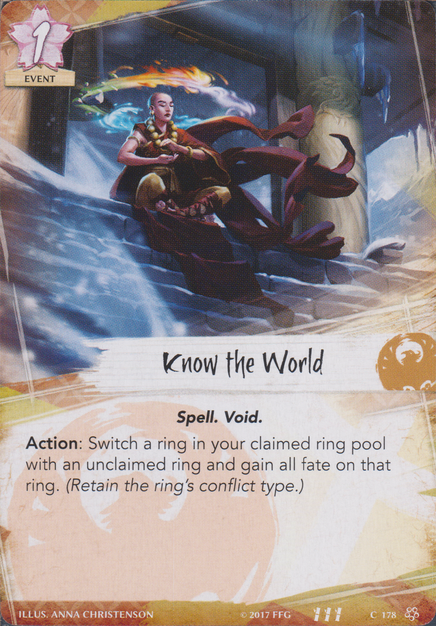 1
EVENT
Know the World
Spell. Void.
Action: Switch a ring in your claimed ring pool
with an unclaimed ring and gain all fate on that
ring. (Retain the ring's conflict type.)
ILLUS. ANNA CHRISTENSON © 2017 FFG C 178